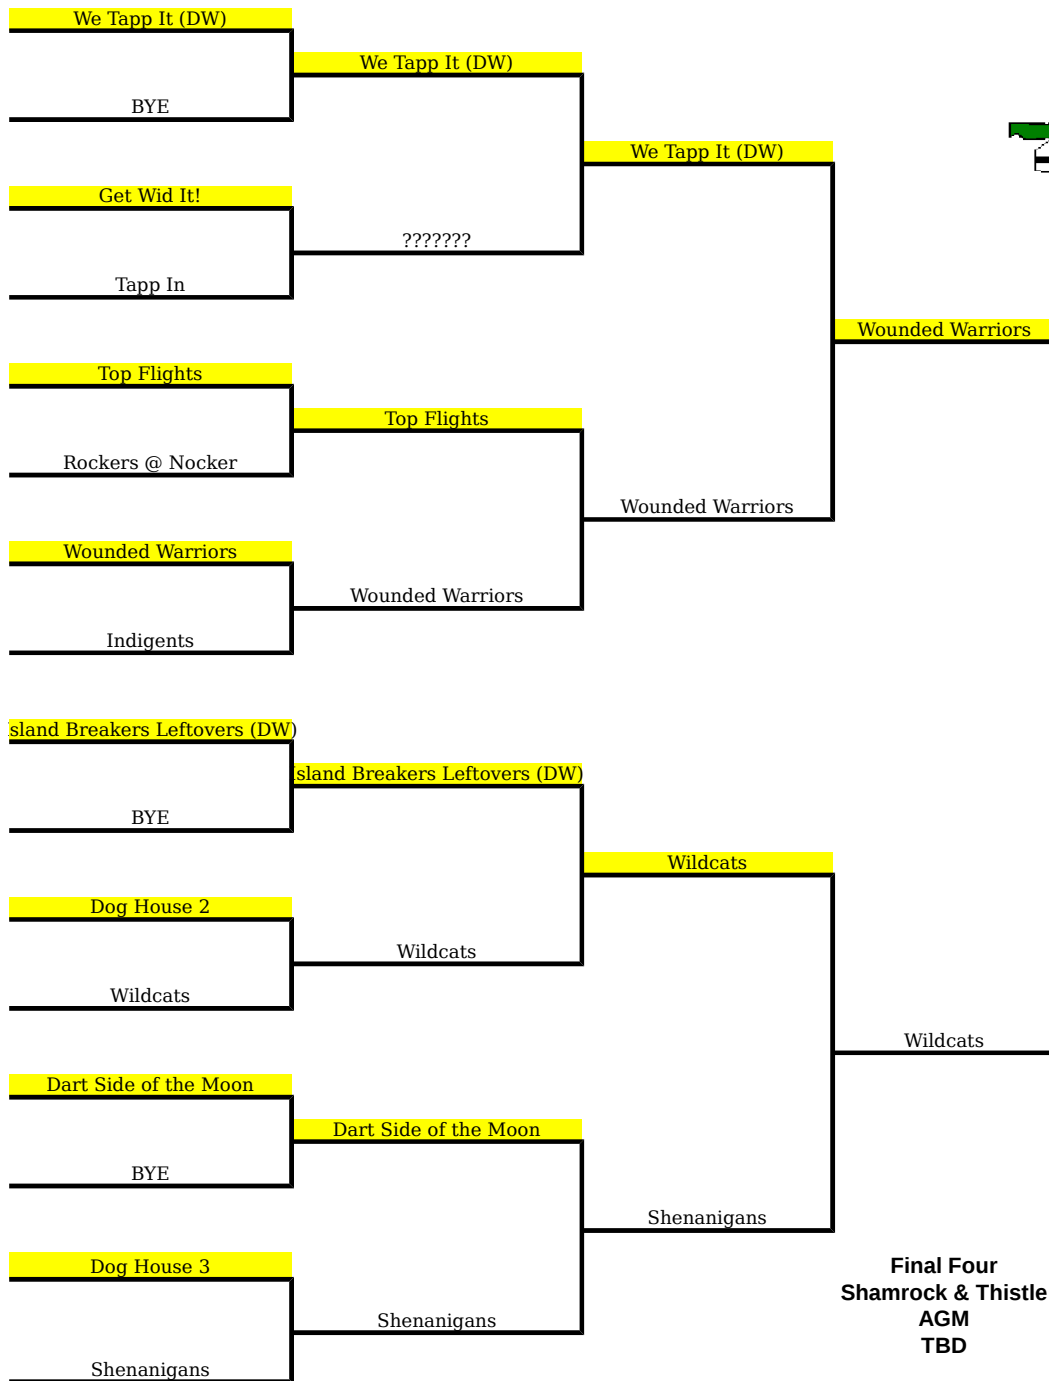 We Tapp It (DW)
BYE
Get Wid It!
Tapp In
Top Flights
Rockers @ Nocker
Wounded Warriors
Indigents
Island Breakers Leftovers (DW)
BYE
Dog House 2
Wildcats
Dart Side of the Moon
BYE
Dog House 3
Shenanigans
We Tapp It (DW)
???????
Top Flights
Wounded Warriors
Island Breakers Leftovers (DW)
Wildcats
Dart Side of the Moon
Shenanigans
We Tapp It (DW)
Wounded Warriors
Wildcats
Shenanigans
Wounded Warriors
Wildcats
Final Four
Shamrock & Thistle
AGM
TBD